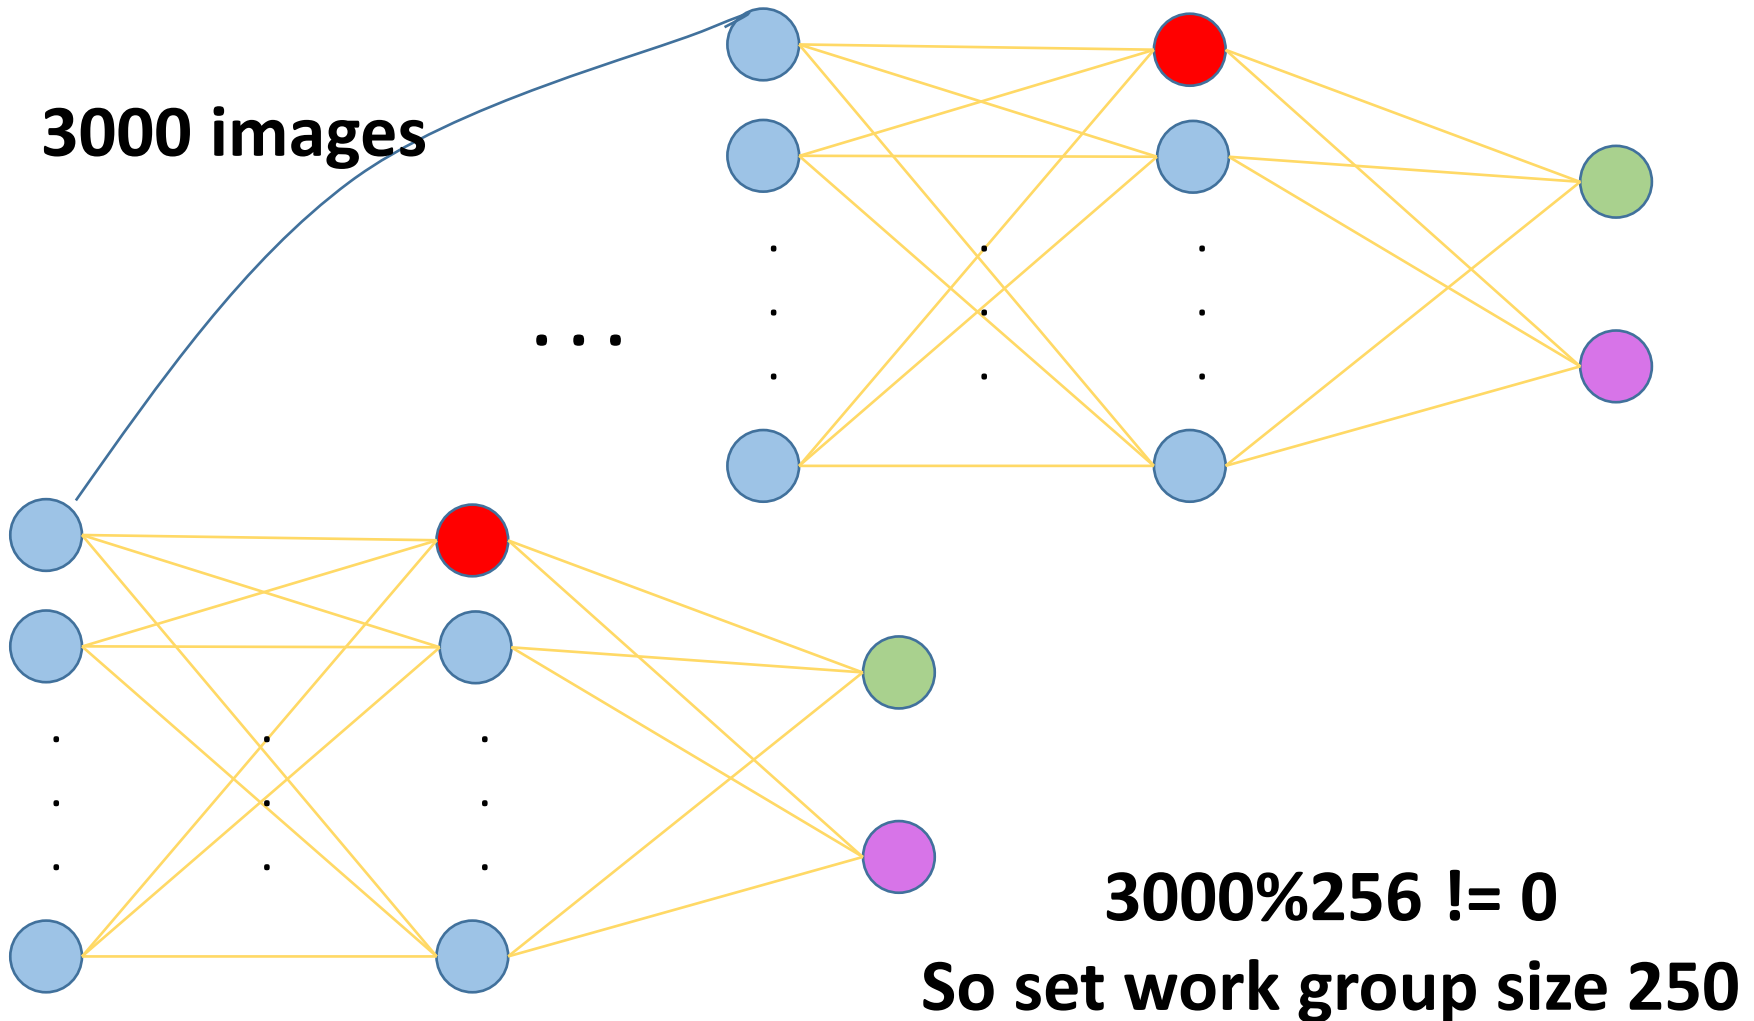 3000 images
. . .
3000%256 != 0
So set work group size 250